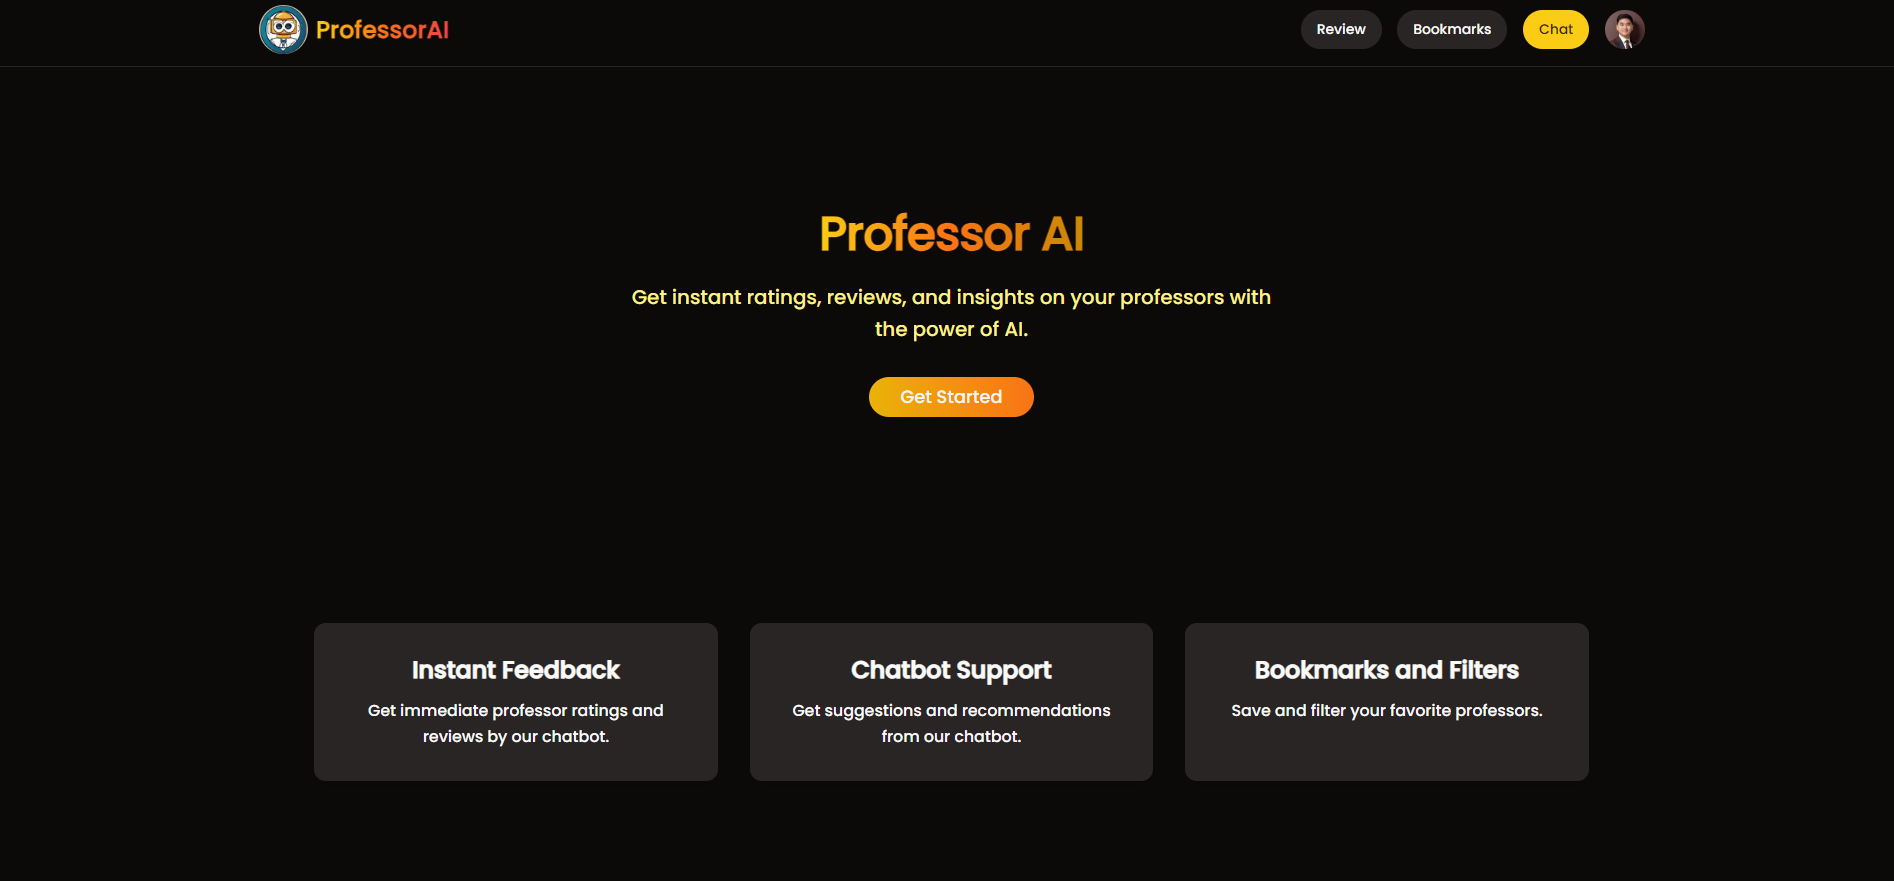 ProfessorAI
Review
Bookmarks
Chat
Professor AI
Get instant ratings, reviews, and insights on your professors with
the power of AI.
Get Started
Instant Feedback
Get immediate professor ratings and
reviews by our chatbot.
Chatbot Support
Get suggestions and recommendations
from our chatbot.
Bookmarks and Filters
Save and filter your favorite professors.